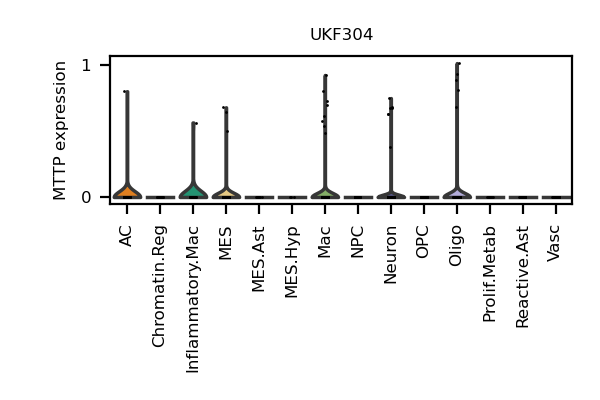 UKF304
MTTP expression
1
0
AC
Chromatin.Reg
Inflammatory.Mac
MES
MES.Ast
MES.Hyp
Mac
NPC
Neuron
OPC
Oligo
Prolif.Metab
Reactive.Ast
Vasc